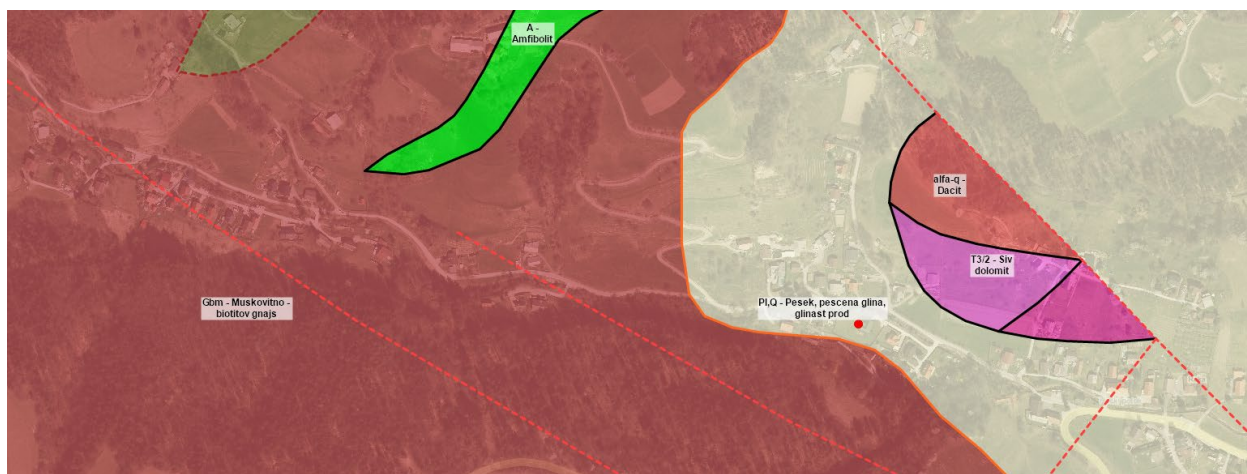 A -
Amfibolit
alfa-q -
Dacit
T3/2 - Siv
dolomit
Gbm - Muskovitno -
biotitov gnajs
Pl,Q - Pesek, pescena glina,
glinast prod